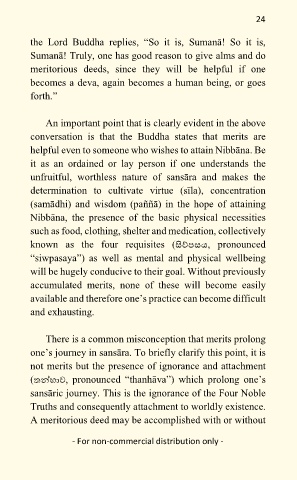 24
the Lord Buddha replies, “So it is, Sumanā! So it is,
Sumanā! Truly, one has good reason to give alms and do
meritorious deeds, since they will be helpful if one
becomes a deva, again becomes a human being, or goes
forth.”
An important point that is clearly evident in the above
conversation is that the Buddha states that merits are
helpful even to someone who wishes to attain Nibbāna. Be
it as an ordained or lay person if one understands the
unfruitful, worthless nature of sansāra and makes the
determination to cultivate virtue (sīla), concentration
(samādhi) and wisdom (paññā) in the hope of attaining
Nibbāna, the presence of the basic physical necessities
such as food, clothing, shelter and medication, collectively
known as the four requisites (සිව්පසය, pronounced
“siwpasaya”) as well as mental and physical wellbeing
will be hugely conducive to their goal. Without previously
accumulated merits, none of these will become easily
available and therefore one’s practice can become difficult
and exhausting.
There is a common misconception that merits prolong
one’s journey in sansāra. To briefly clarify this point, it is
not merits but the presence of ignorance and attachment
(තන්හාව, pronounced “thanhāva”) which prolong one’s
sansāric journey. This is the ignorance of the Four Noble
Truths and consequently attachment to worldly existence.
A meritorious deed may be accomplished with or without
- For non-commercial distribution only -